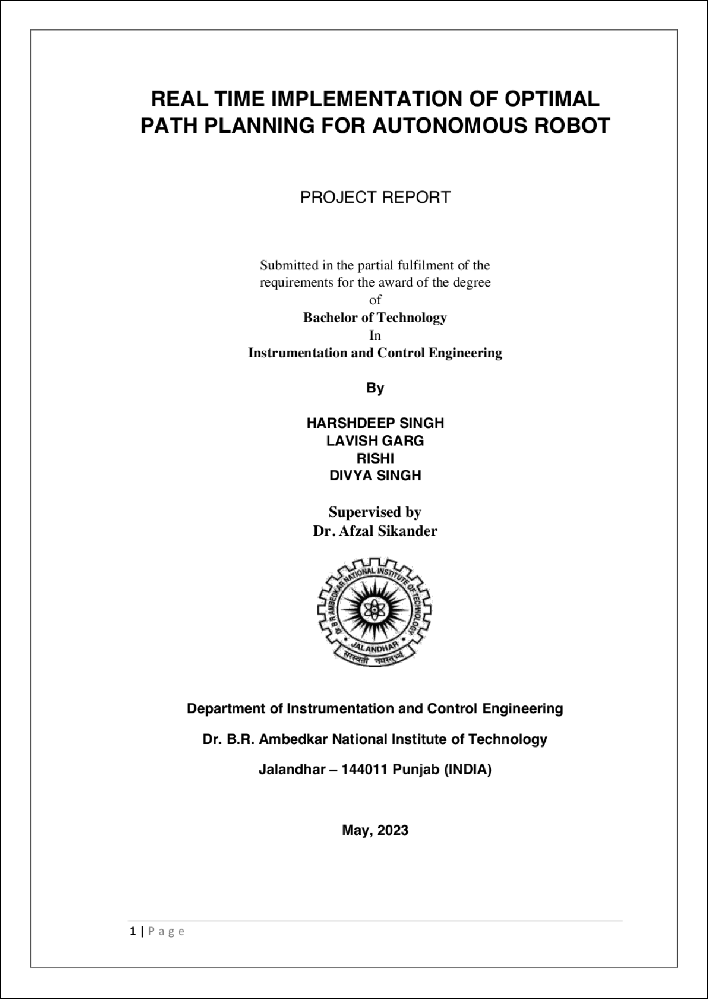 REAL TIME IMPLEMENTATION OF OPTIMAL
PATH PLANNING FOR AUTONOMOUS ROBOT
PROJECT REPORT
Submitted in the partial fulfilment of the
requirements for the award of the degree
of
Bachelor of Technology
In
Instrumentation and Control Engineering
By
HARSHDEEP SINGH
LAVISH GARG
RISHI
DIVYA SINGH
Supervised by
Dr. Afzal Sikander
Dr B R AMBEDKAR NATIONAL INSTITUTE OF TECHNOLOGY
• JALANDHAR •
सरस्वती नमस्तुभ्यं
Department of Instrumentation and Control Engineering
Dr. B.R. Ambedkar National Institute of Technology
Jalandhar – 144011 Punjab (INDIA)
May, 2023
1 | P a g e